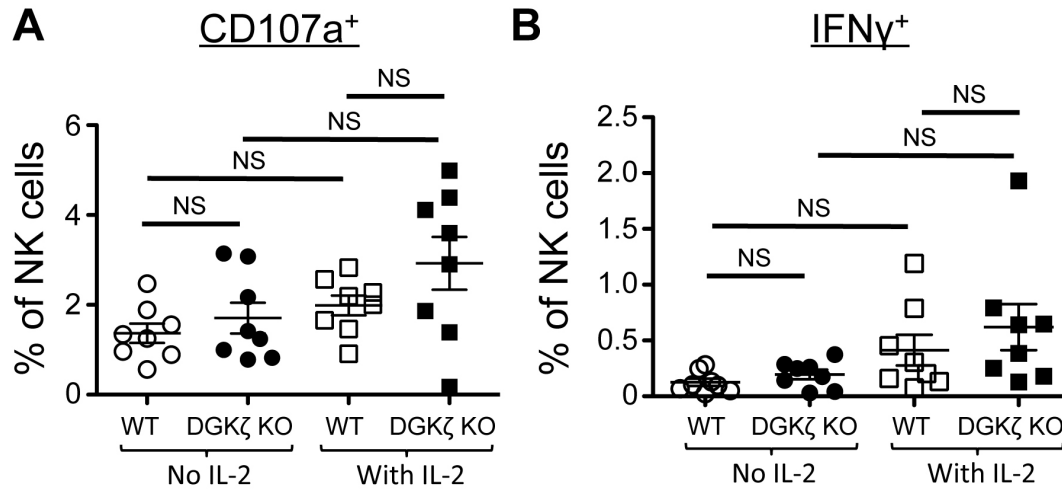 A
CD107a⁺
% of NK cells
6
4
2
0
NS
NS
NS
NS
WT
DGKζ KO
WT
DGKζ KO
No IL-2
With IL-2
B
IFNγ⁺
% of NK cells
2.5
2.0
1.5
1.0
0.5
0
NS
NS
NS
NS
WT
DGKζ KO
WT
DGKζ KO
No IL-2
With IL-2